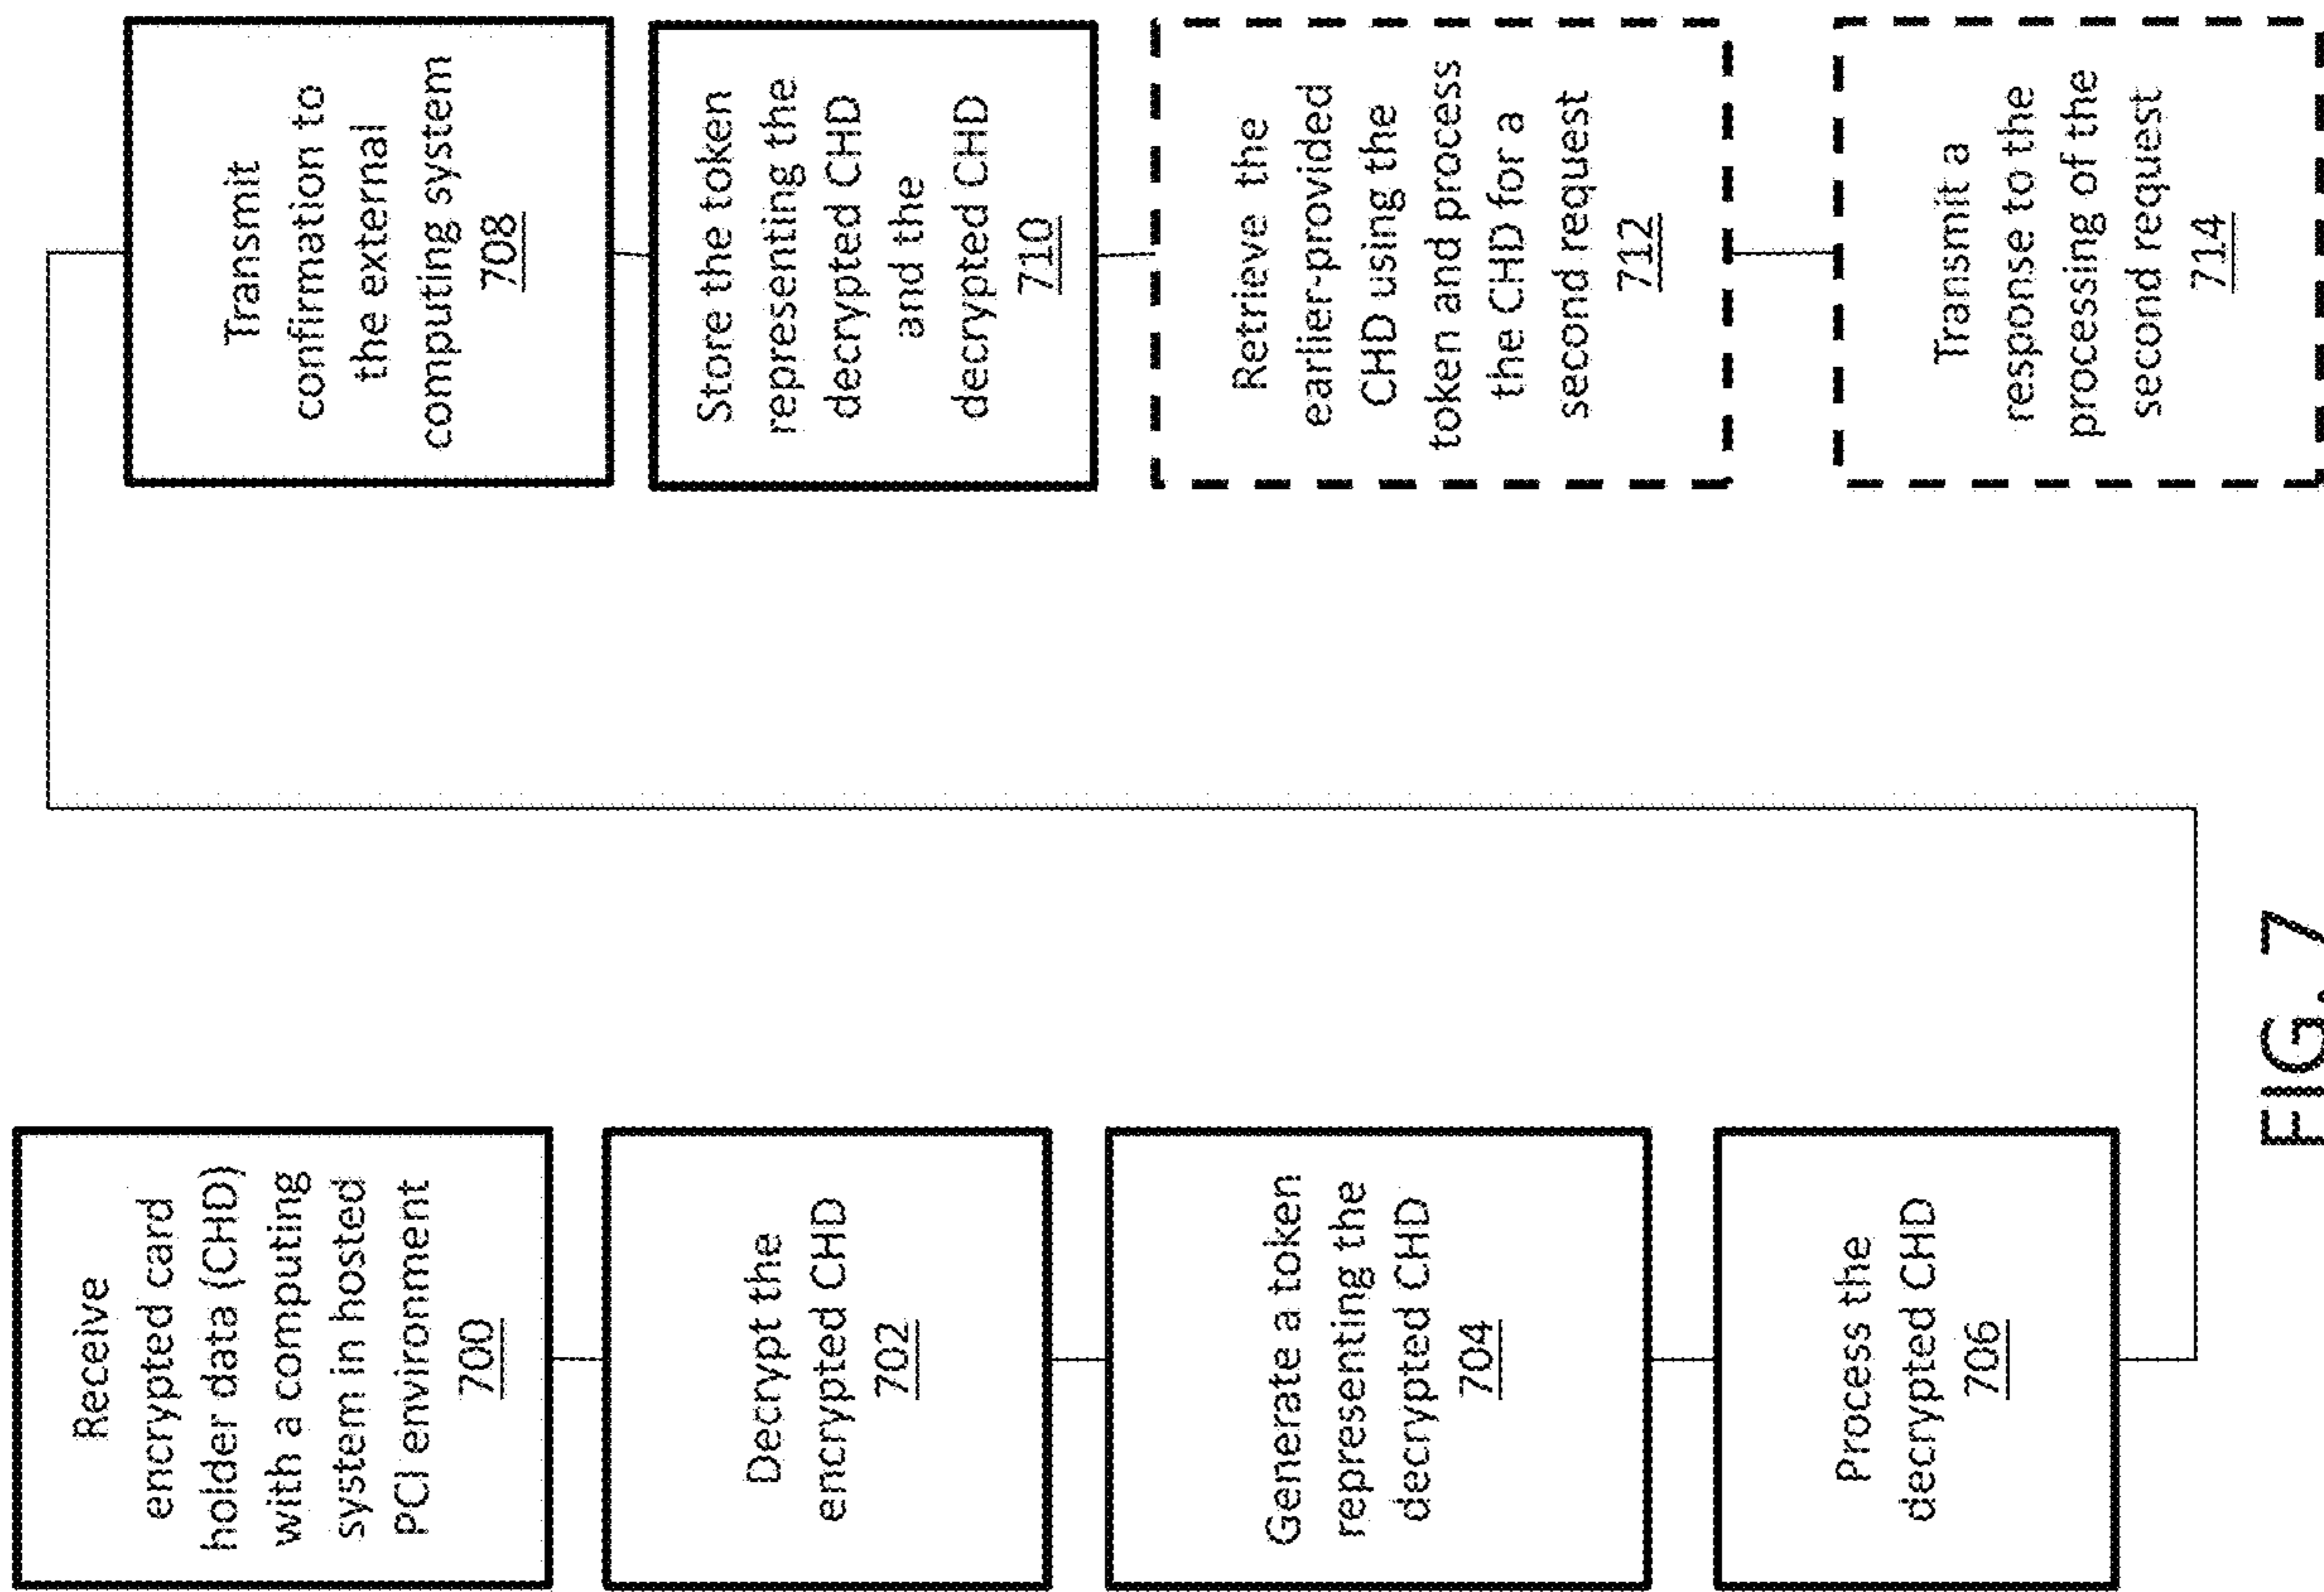 Receive
encrypted card
holder data (CHD)
with a computing
system in hosted
PCI environment
700
Decrypt the
encrypted CHD
702
Generate a token
representing the
decrypted CHD
704
Process the
decrypted CHD
706
Transmit
confirmation to
the external
computing system
708
Store the token
representing the
decrypted CHD
and the
decrypted CHD
710
Retrieve the
earlier-provided
CHD using the
token and process
the CHD for a
second request
712
Transmit a
response to the
processing of the
second request
714
FIG. 7